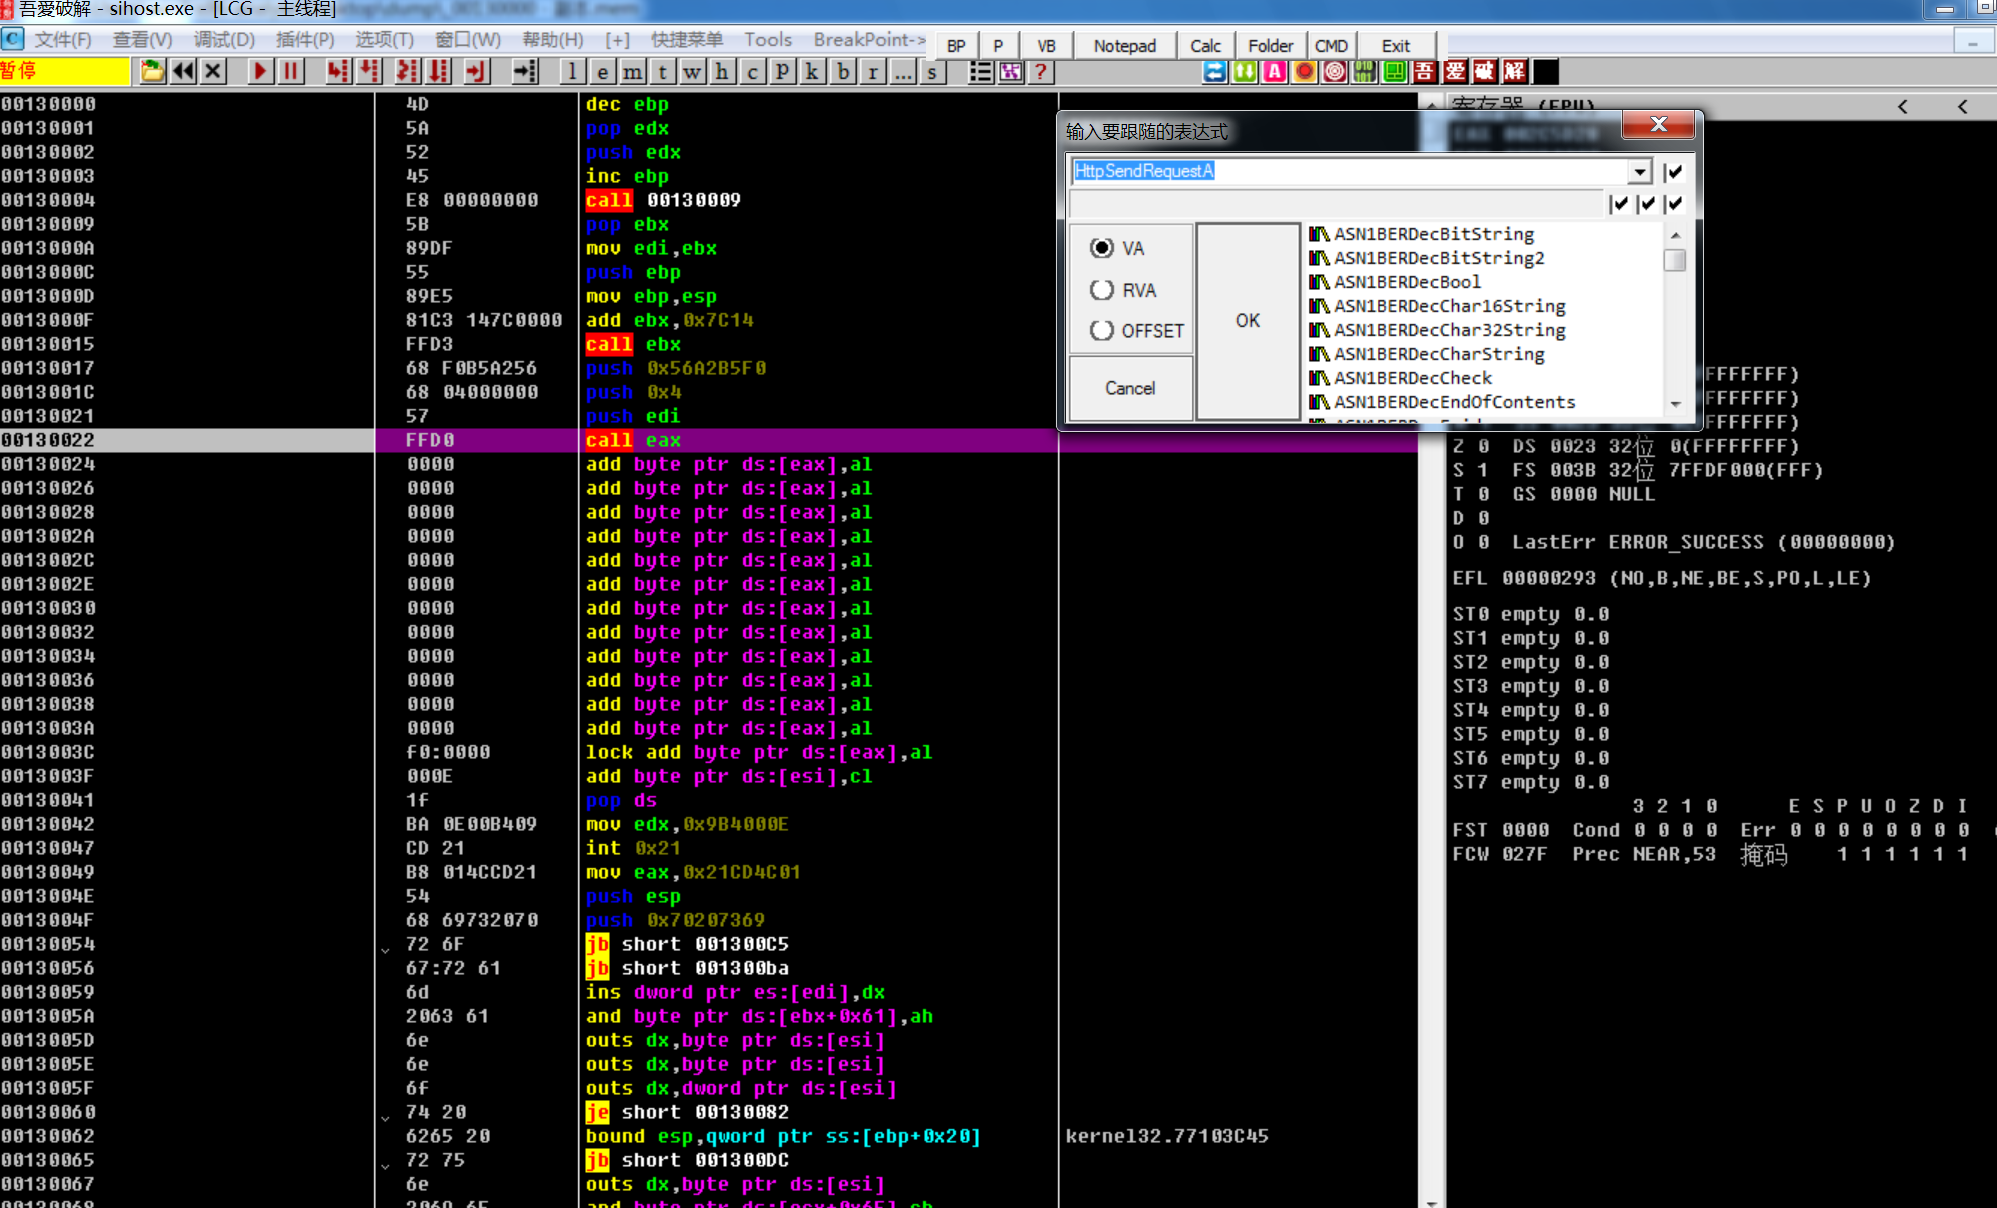 吾愛破解 - sihost.exe - [LCG - 主线程]
文件(F) 查看(V) 调试(D) 插件(P) 选项(T) 窗口(W) 帮助(H) [+] 快捷菜单 Tools BreakPoint->
BP P VB Notepad Calc Folder CMD Exit
暂停 l e m t w h c p k b r ... s ? 吾 爱 破 解
寄存器 (FPU) < <
输入要跟随的表达式
HttpSendRequestA
VA
RVA
OFFSET
Cancel
OK
ASN1BERDecBitString
ASN1BERDecBitString2
ASN1BERDecBool
ASN1BERDecChar16String
ASN1BERDecChar32String
ASN1BERDecCharString
ASN1BERDecCheck
ASN1BERDecEndOfContents
00130000 4D dec ebp
00130001 5A pop edx
00130002 52 push edx
00130003 45 inc ebp
00130004 E8 00000000 call 00130009
00130009 5B pop ebx
0013000A 89DF mov edi,ebx
0013000C 55 push ebp
0013000D 89E5 mov ebp,esp
0013000F 81C3 147C0000 add ebx,0x7C14
00130015 FFD3 call ebx
00130017 68 F0B5A256 push 0x56A2B5F0
0013001C 68 04000000 push 0x4
00130021 57 push edi
00130022 FFD0 call eax
00130024 0000 add byte ptr ds:[eax],al
00130026 0000 add byte ptr ds:[eax],al
00130028 0000 add byte ptr ds:[eax],al
0013002A 0000 add byte ptr ds:[eax],al
0013002C 0000 add byte ptr ds:[eax],al
0013002E 0000 add byte ptr ds:[eax],al
00130030 0000 add byte ptr ds:[eax],al
00130032 0000 add byte ptr ds:[eax],al
00130034 0000 add byte ptr ds:[eax],al
00130036 0000 add byte ptr ds:[eax],al
00130038 0000 add byte ptr ds:[eax],al
0013003A 0000 add byte ptr ds:[eax],al
0013003C f0:0000 lock add byte ptr ds:[eax],al
0013003F 000E add byte ptr ds:[esi],cl
00130041 1f pop ds
00130042 BA 0E00B409 mov edx,0x9B4000E
00130047 CD 21 int 0x21
00130049 B8 014CCD21 mov eax,0x21CD4C01
0013004E 54 push esp
0013004F 68 69732070 push 0x70207369
00130054 72 6F jb short 001300C5
00130056 67:72 61 jb short 001300ba
00130059 6d ins dword ptr es:[edi],dx
0013005A 2063 61 and byte ptr ds:[ebx+0x61],ah
0013005D 6e outs dx,byte ptr ds:[esi]
0013005E 6e outs dx,byte ptr ds:[esi]
0013005F 6f outs dx,dword ptr ds:[esi]
00130060 74 20 je short 00130082
00130062 6265 20 bound esp,qword ptr ss:[ebp+0x20] kernel32.77103C45
00130065 72 75 jb short 001300DC
00130067 6e outs dx,byte ptr ds:[esi]
FFFFFFF)
FFFFFFF)
FFFFFFF)
Z 0 DS 0023 32位 0(FFFFFFFF)
S 1 FS 003B 32位 7FFDF000(FFF)
T 0 GS 0000 NULL
D 0
O 0 LastErr ERROR_SUCCESS (00000000)
EFL 00000293 (NO,B,NE,BE,S,PO,L,LE)
ST0 empty 0.0
ST1 empty 0.0
ST2 empty 0.0
ST3 empty 0.0
ST4 empty 0.0
ST5 empty 0.0
ST6 empty 0.0
ST7 empty 0.0
3 2 1 0 E S P U O Z D I
FST 0000 Cond 0 0 0 0 Err 0 0 0 0 0 0 0 0
FCW 027F Prec NEAR,53 掩码 1 1 1 1 1 1